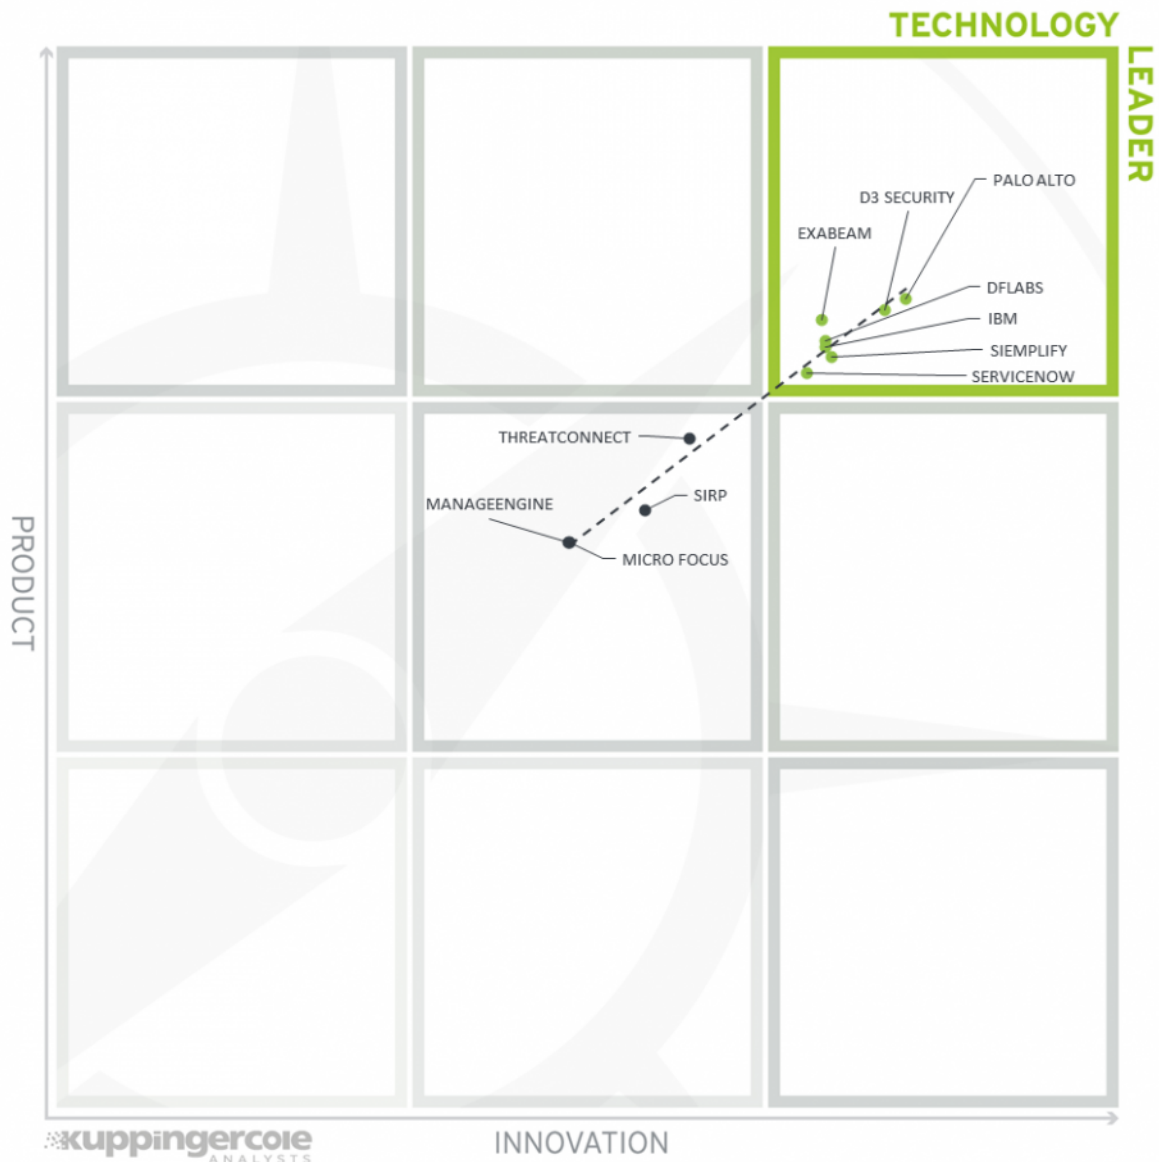 TECHNOLOGY
LEADER
PALO ALTO
D3 SECURITY
EXABEAM
DFLABS
IBM
SIEMPLIFY
SERVICENOW
THREATCONNECT
SIRP
MANAGEENGINE
MICRO FOCUS
PRODUCT
INNOVATION
kuppingercole
ANALYSTS